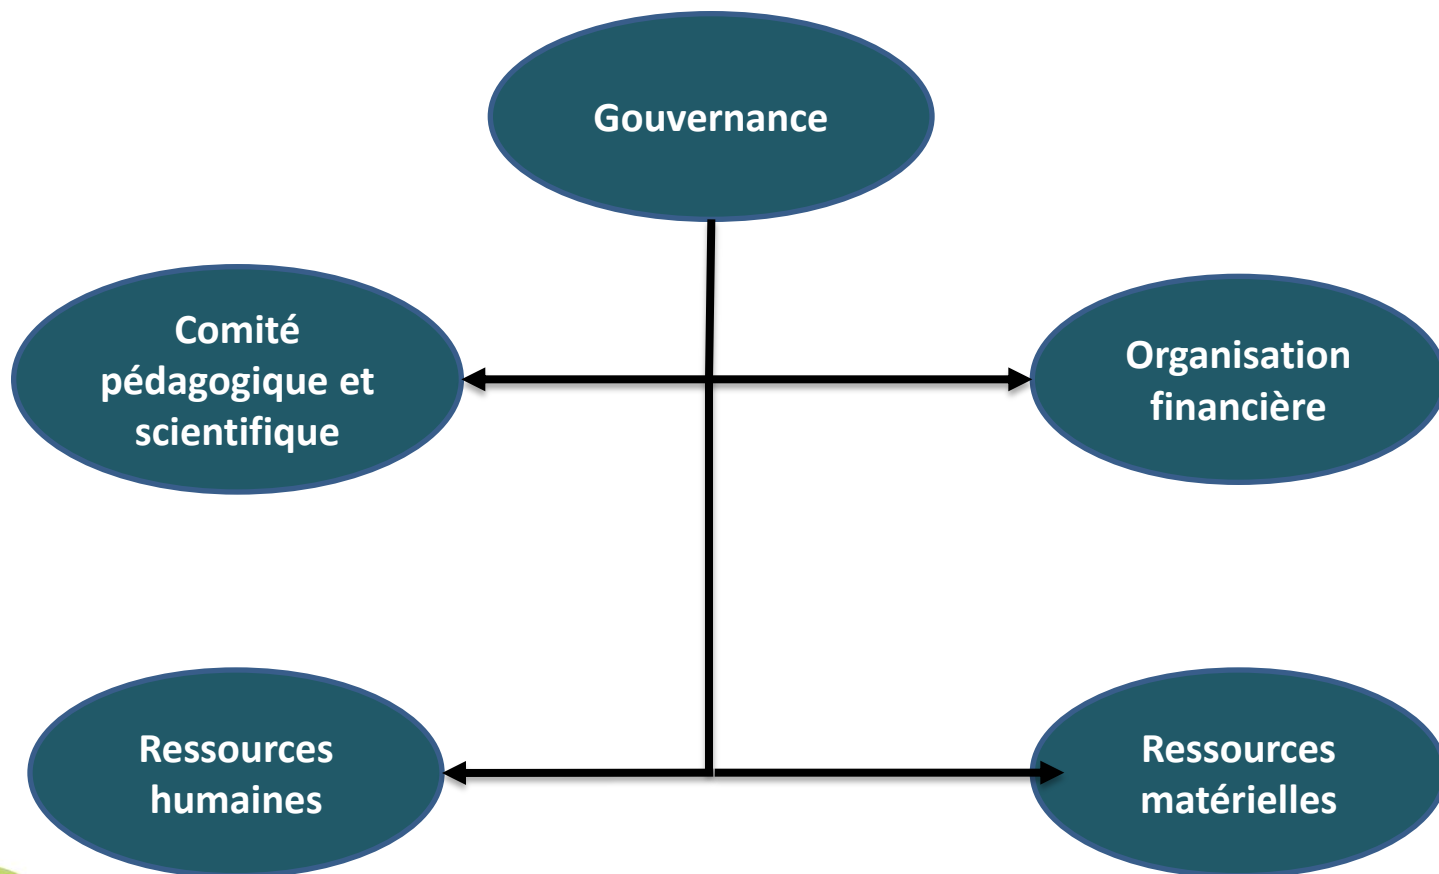 Gouvernance
Comité
pédagogique et
scientifique
Organisation
financière
Ressources
humaines
Ressources
matérielles